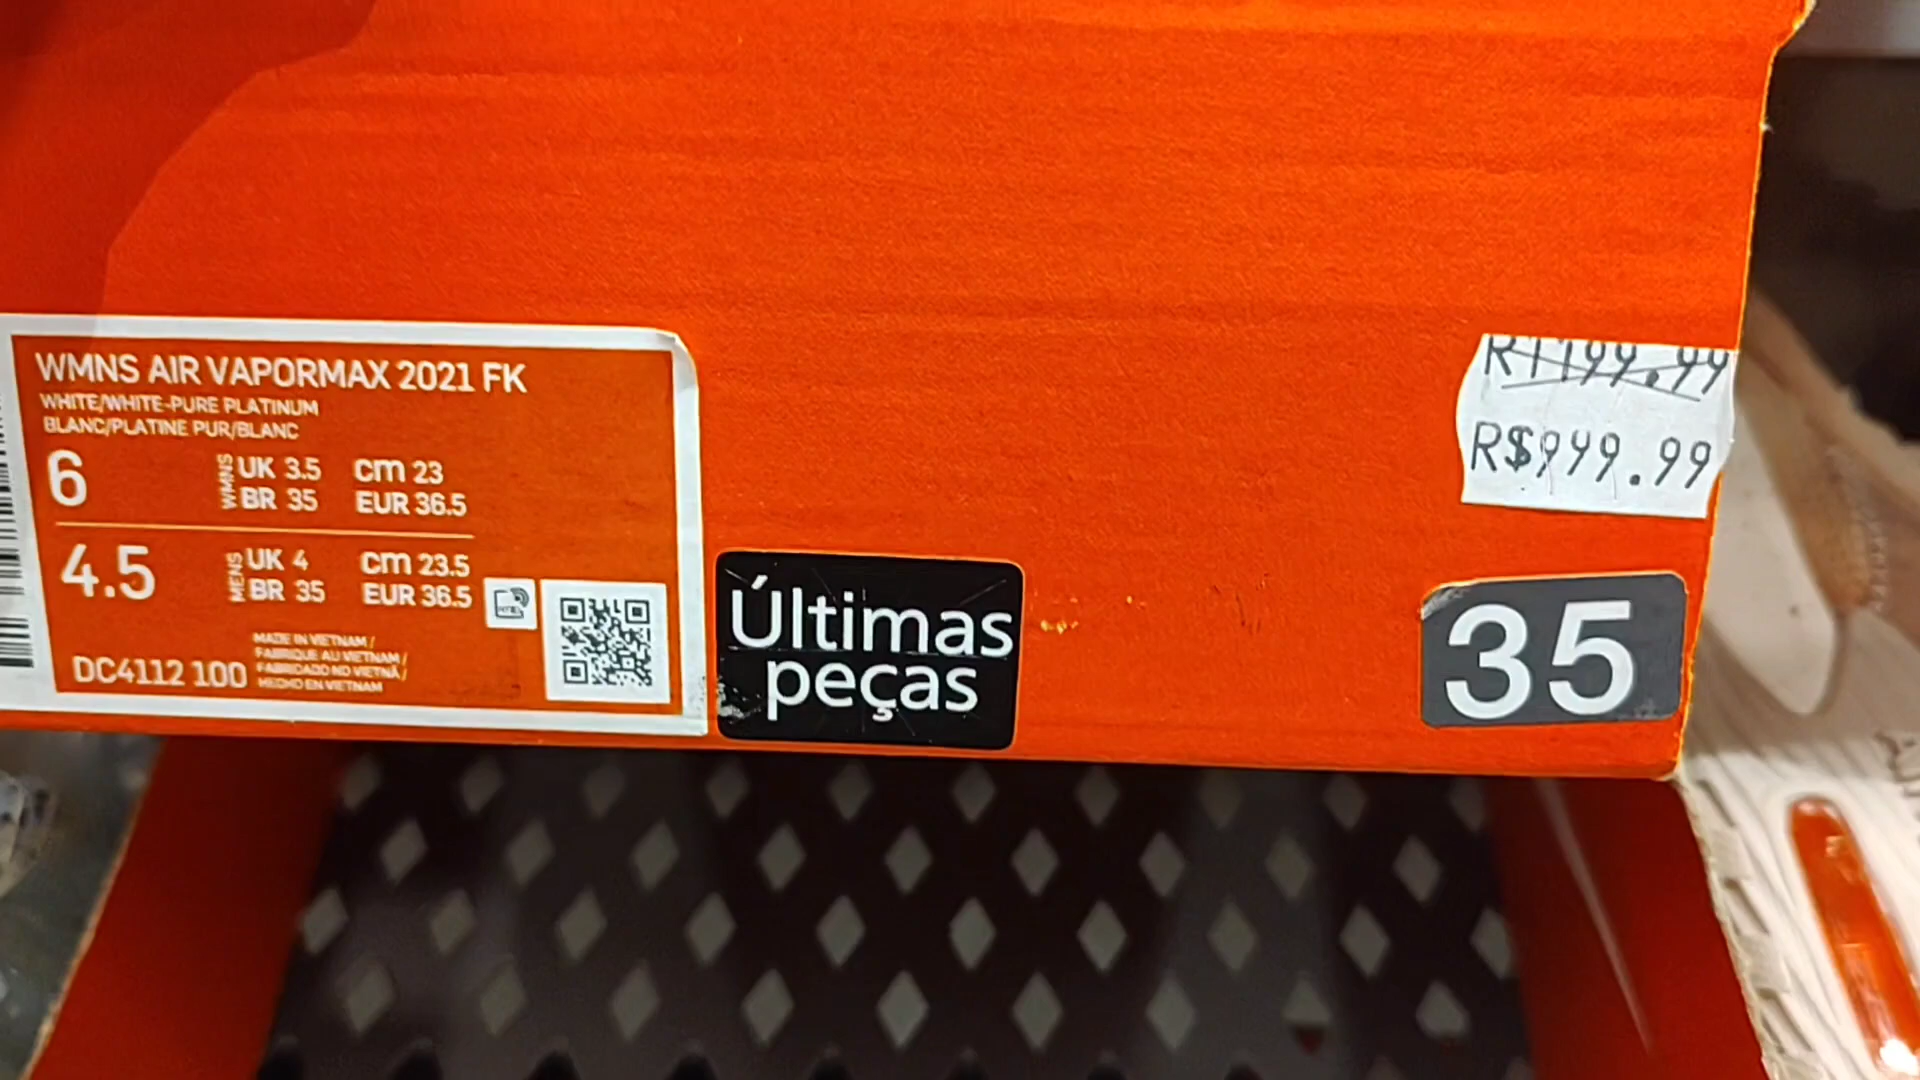 WMNS AIR VAPORMAX 2021 FK
WHITE/WHITE-PURE PLATINUM
BLANC/PLATINE PUR/BLANC
6 WMNS UK 3.5 cm 23
BR 35 EUR 36.5
4.5 MENS UK 4 cm 23.5
BR 35 EUR 36.5
MADE IN VIETNAM /
FABRIQUE AU VIETNAM /
FABRICADO NO VIETNÃ /
HECHO EN VIETNAM
DC4112 100
Últimas
peças
R1199.99
R$999.99
35